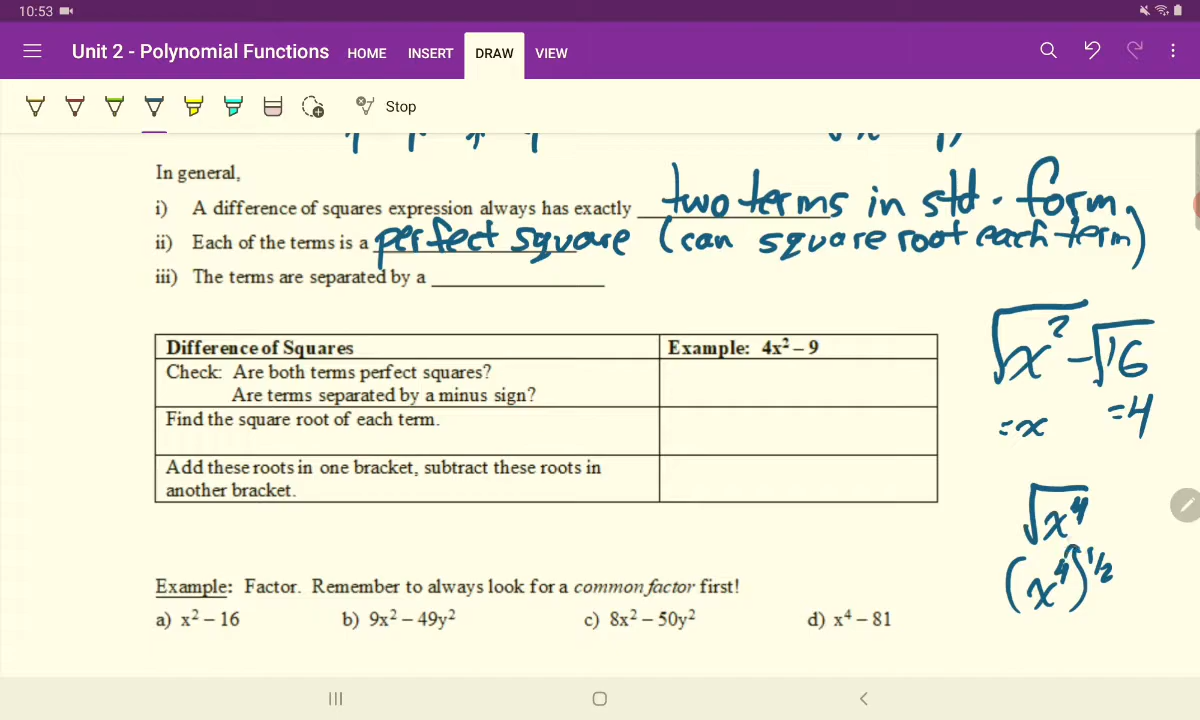 10:53
Unit 2 - Polynomial Functions HOME INSERT DRAW VIEW
Stop
In general,
i) A difference of squares expression always has exactly two terms in std. form.
ii) Each of the terms is a perfect square (can square root each term)
iii) The terms are separated by a ____________
√x² - √16
= x = 4
Difference of Squares Example: 4x² – 9
Check: Are both terms perfect squares?
Are terms separated by a minus sign?
Find the square root of each term.
Add these roots in one bracket, subtract these roots in
another bracket.
√x⁴
(x⁴)^1/2
Example: Factor. Remember to always look for a common factor first!
a) x² – 16 b) 9x² – 49y² c) 8x² – 50y² d) x⁴ – 81